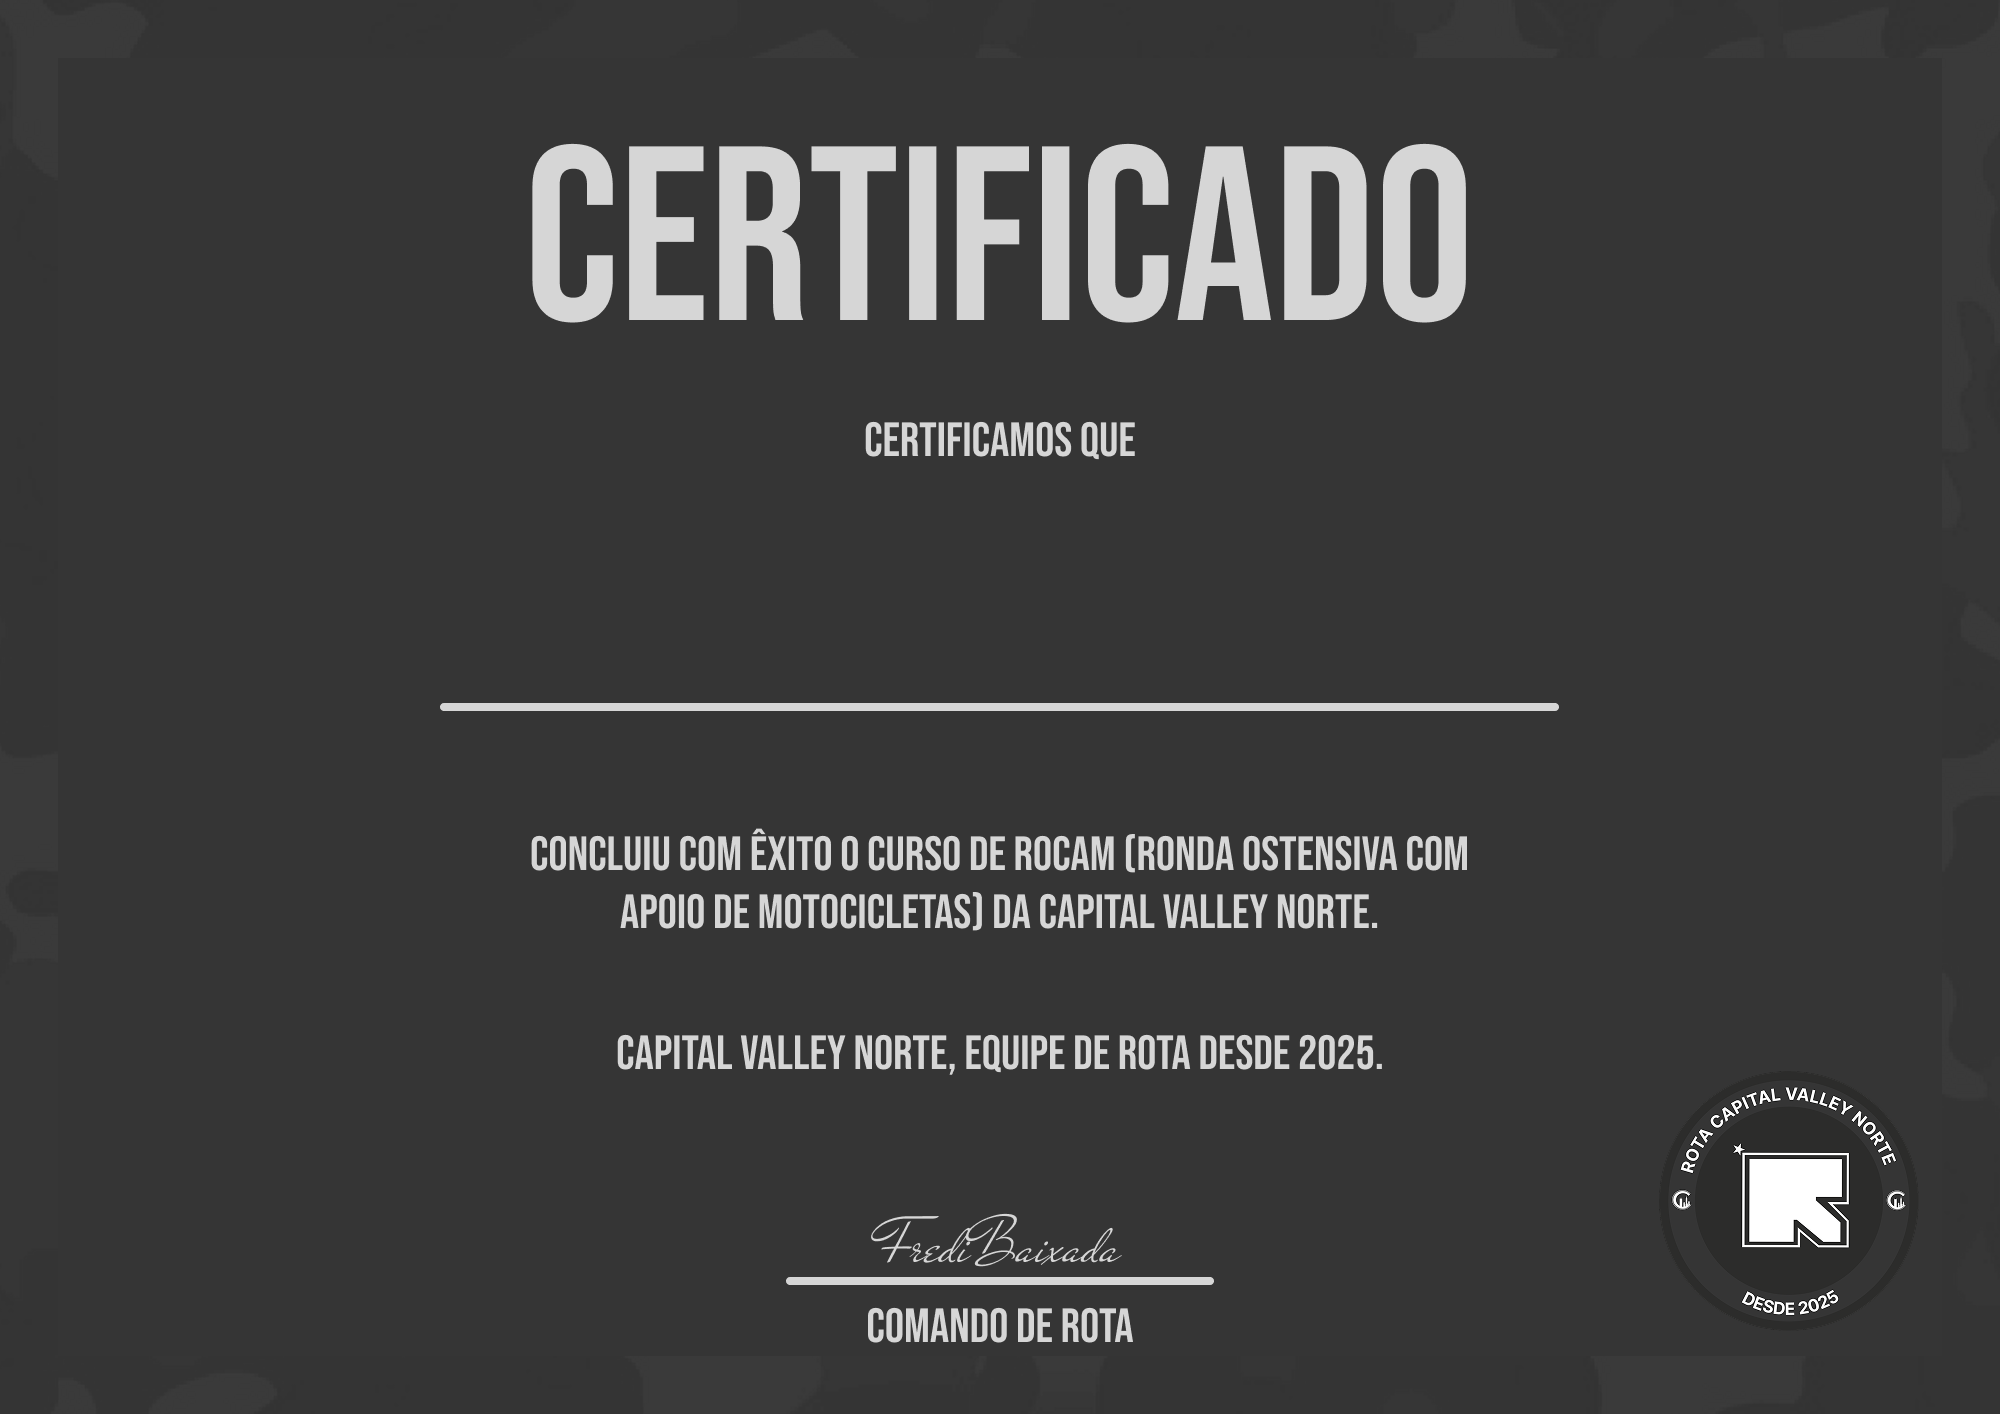 CERTIFICADO
CERTIFICAMOS QUE
CONCLUIU COM ÊXITO O CURSO DE ROCAM (RONDA OSTENSIVA COM
APOIO DE MOTOCICLETAS) DA CAPITAL VALLEY NORTE.
CAPITAL VALLEY NORTE, EQUIPE DE ROTA DESDE 2025.
ROTA CAPITAL VALLEY NORTE
DESDE 2025
Fredi Baixada
COMANDO DE ROTA